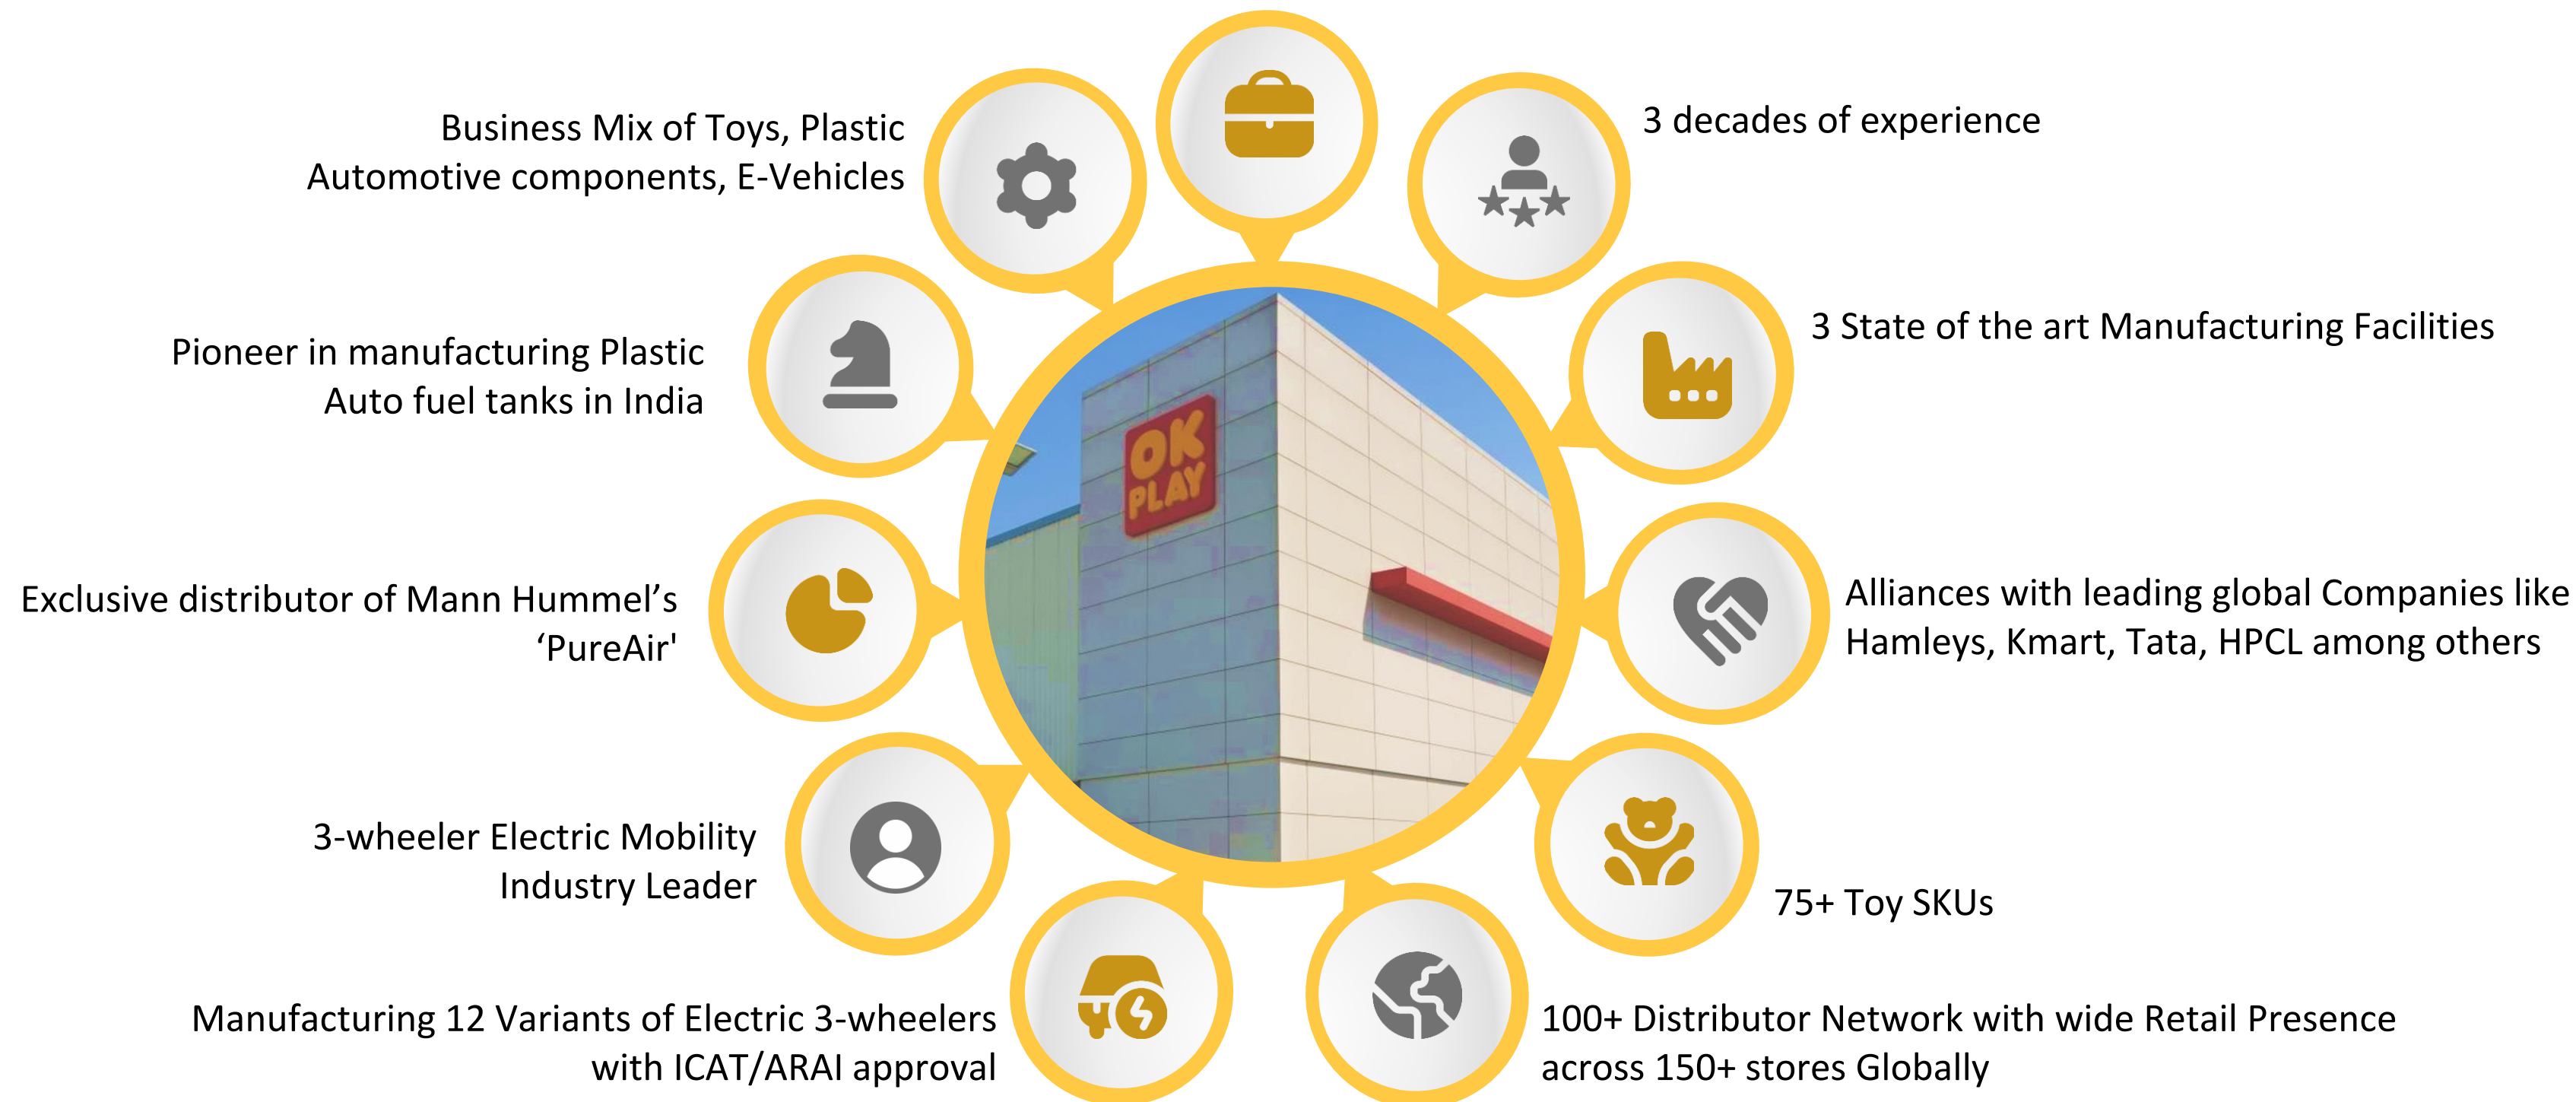 Business Mix of Toys, Plastic
Automotive components, E-Vehicles
3 decades of experience
Pioneer in manufacturing Plastic
Auto fuel tanks in India
3 State of the art Manufacturing Facilities
OK
PLAY
Exclusive distributor of Mann Hummel’s
‘PureAir'
Alliances with leading global Companies like
Hamleys, Kmart, Tata, HPCL among others
3-wheeler Electric Mobility
Industry Leader
75+ Toy SKUs
Manufacturing 12 Variants of Electric 3-wheelers
with ICAT/ARAI approval
100+ Distributor Network with wide Retail Presence
across 150+ stores Globally